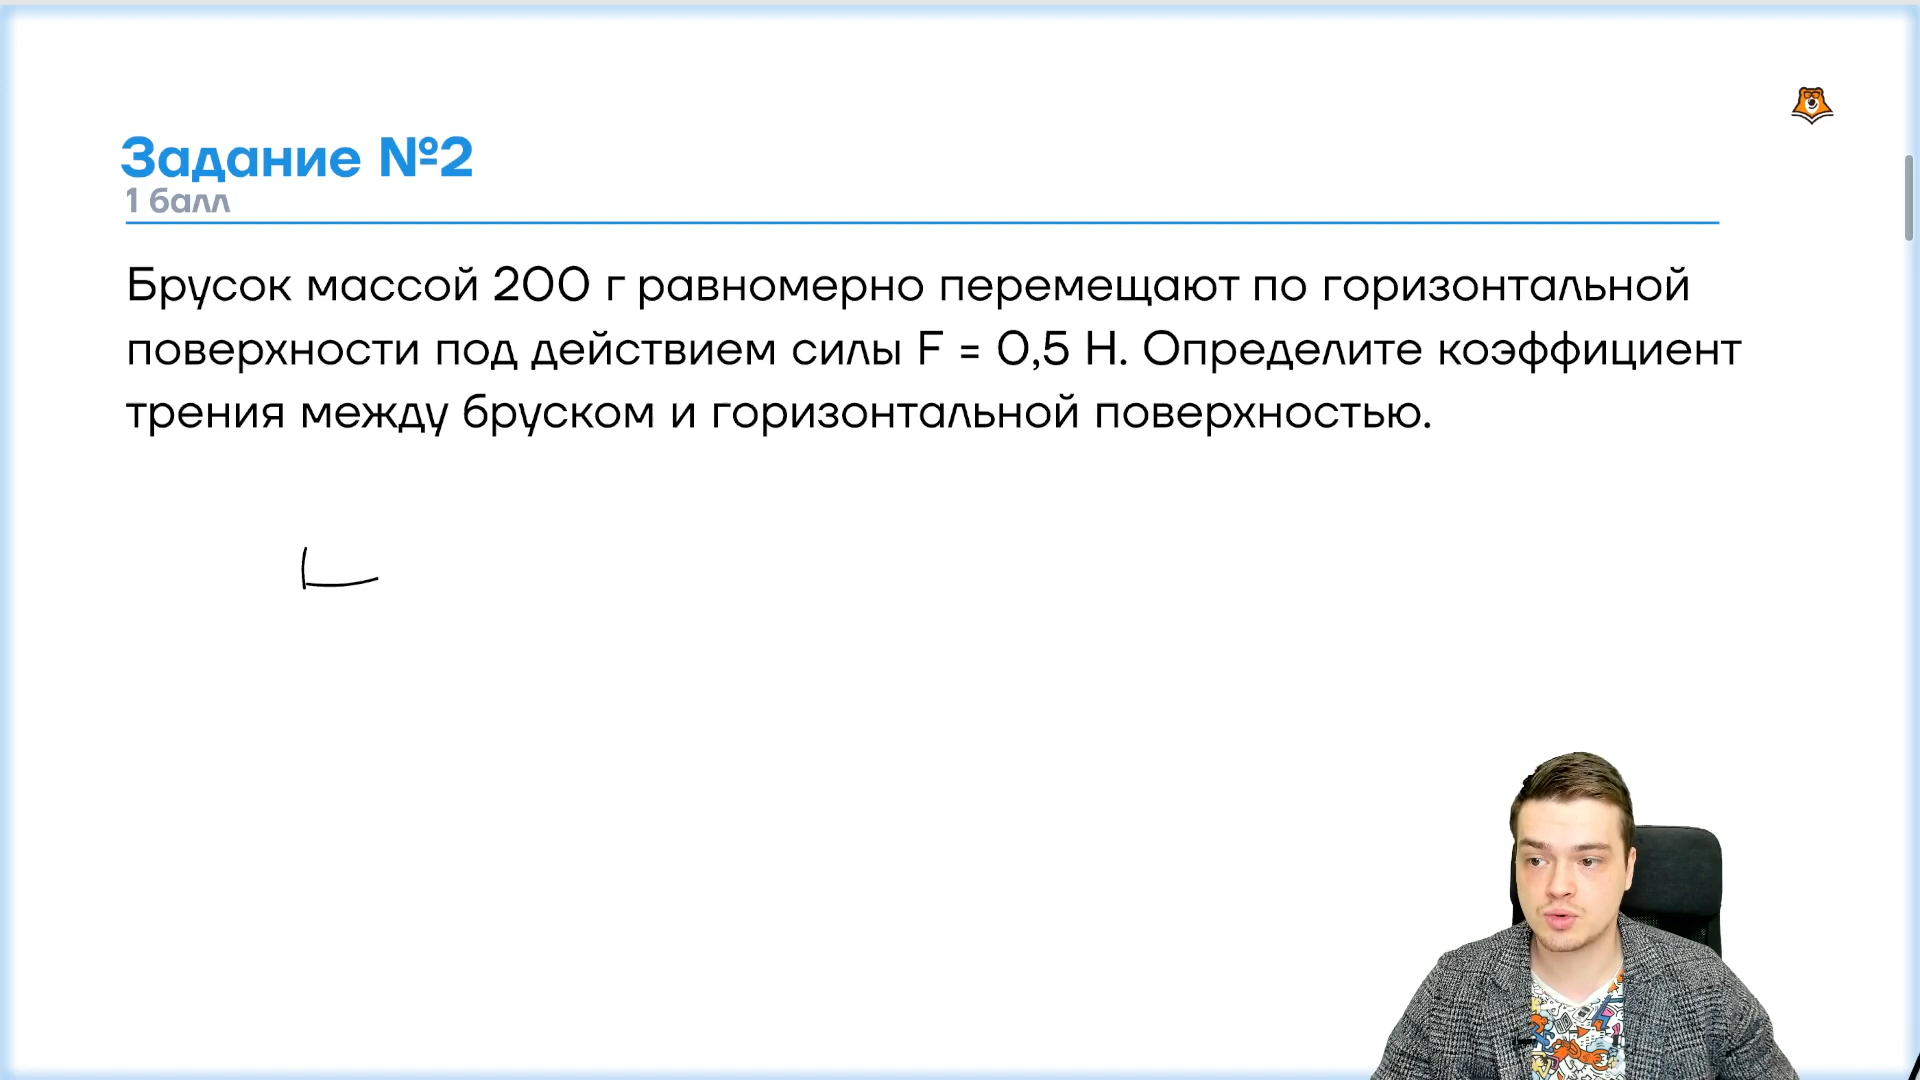 Задание №2
1 балл
Брусок массой 200 г равномерно перемещают по горизонтальной
поверхности под действием силы F = 0,5 Н. Определите коэффициент
трения между бруском и горизонтальной поверхностью.